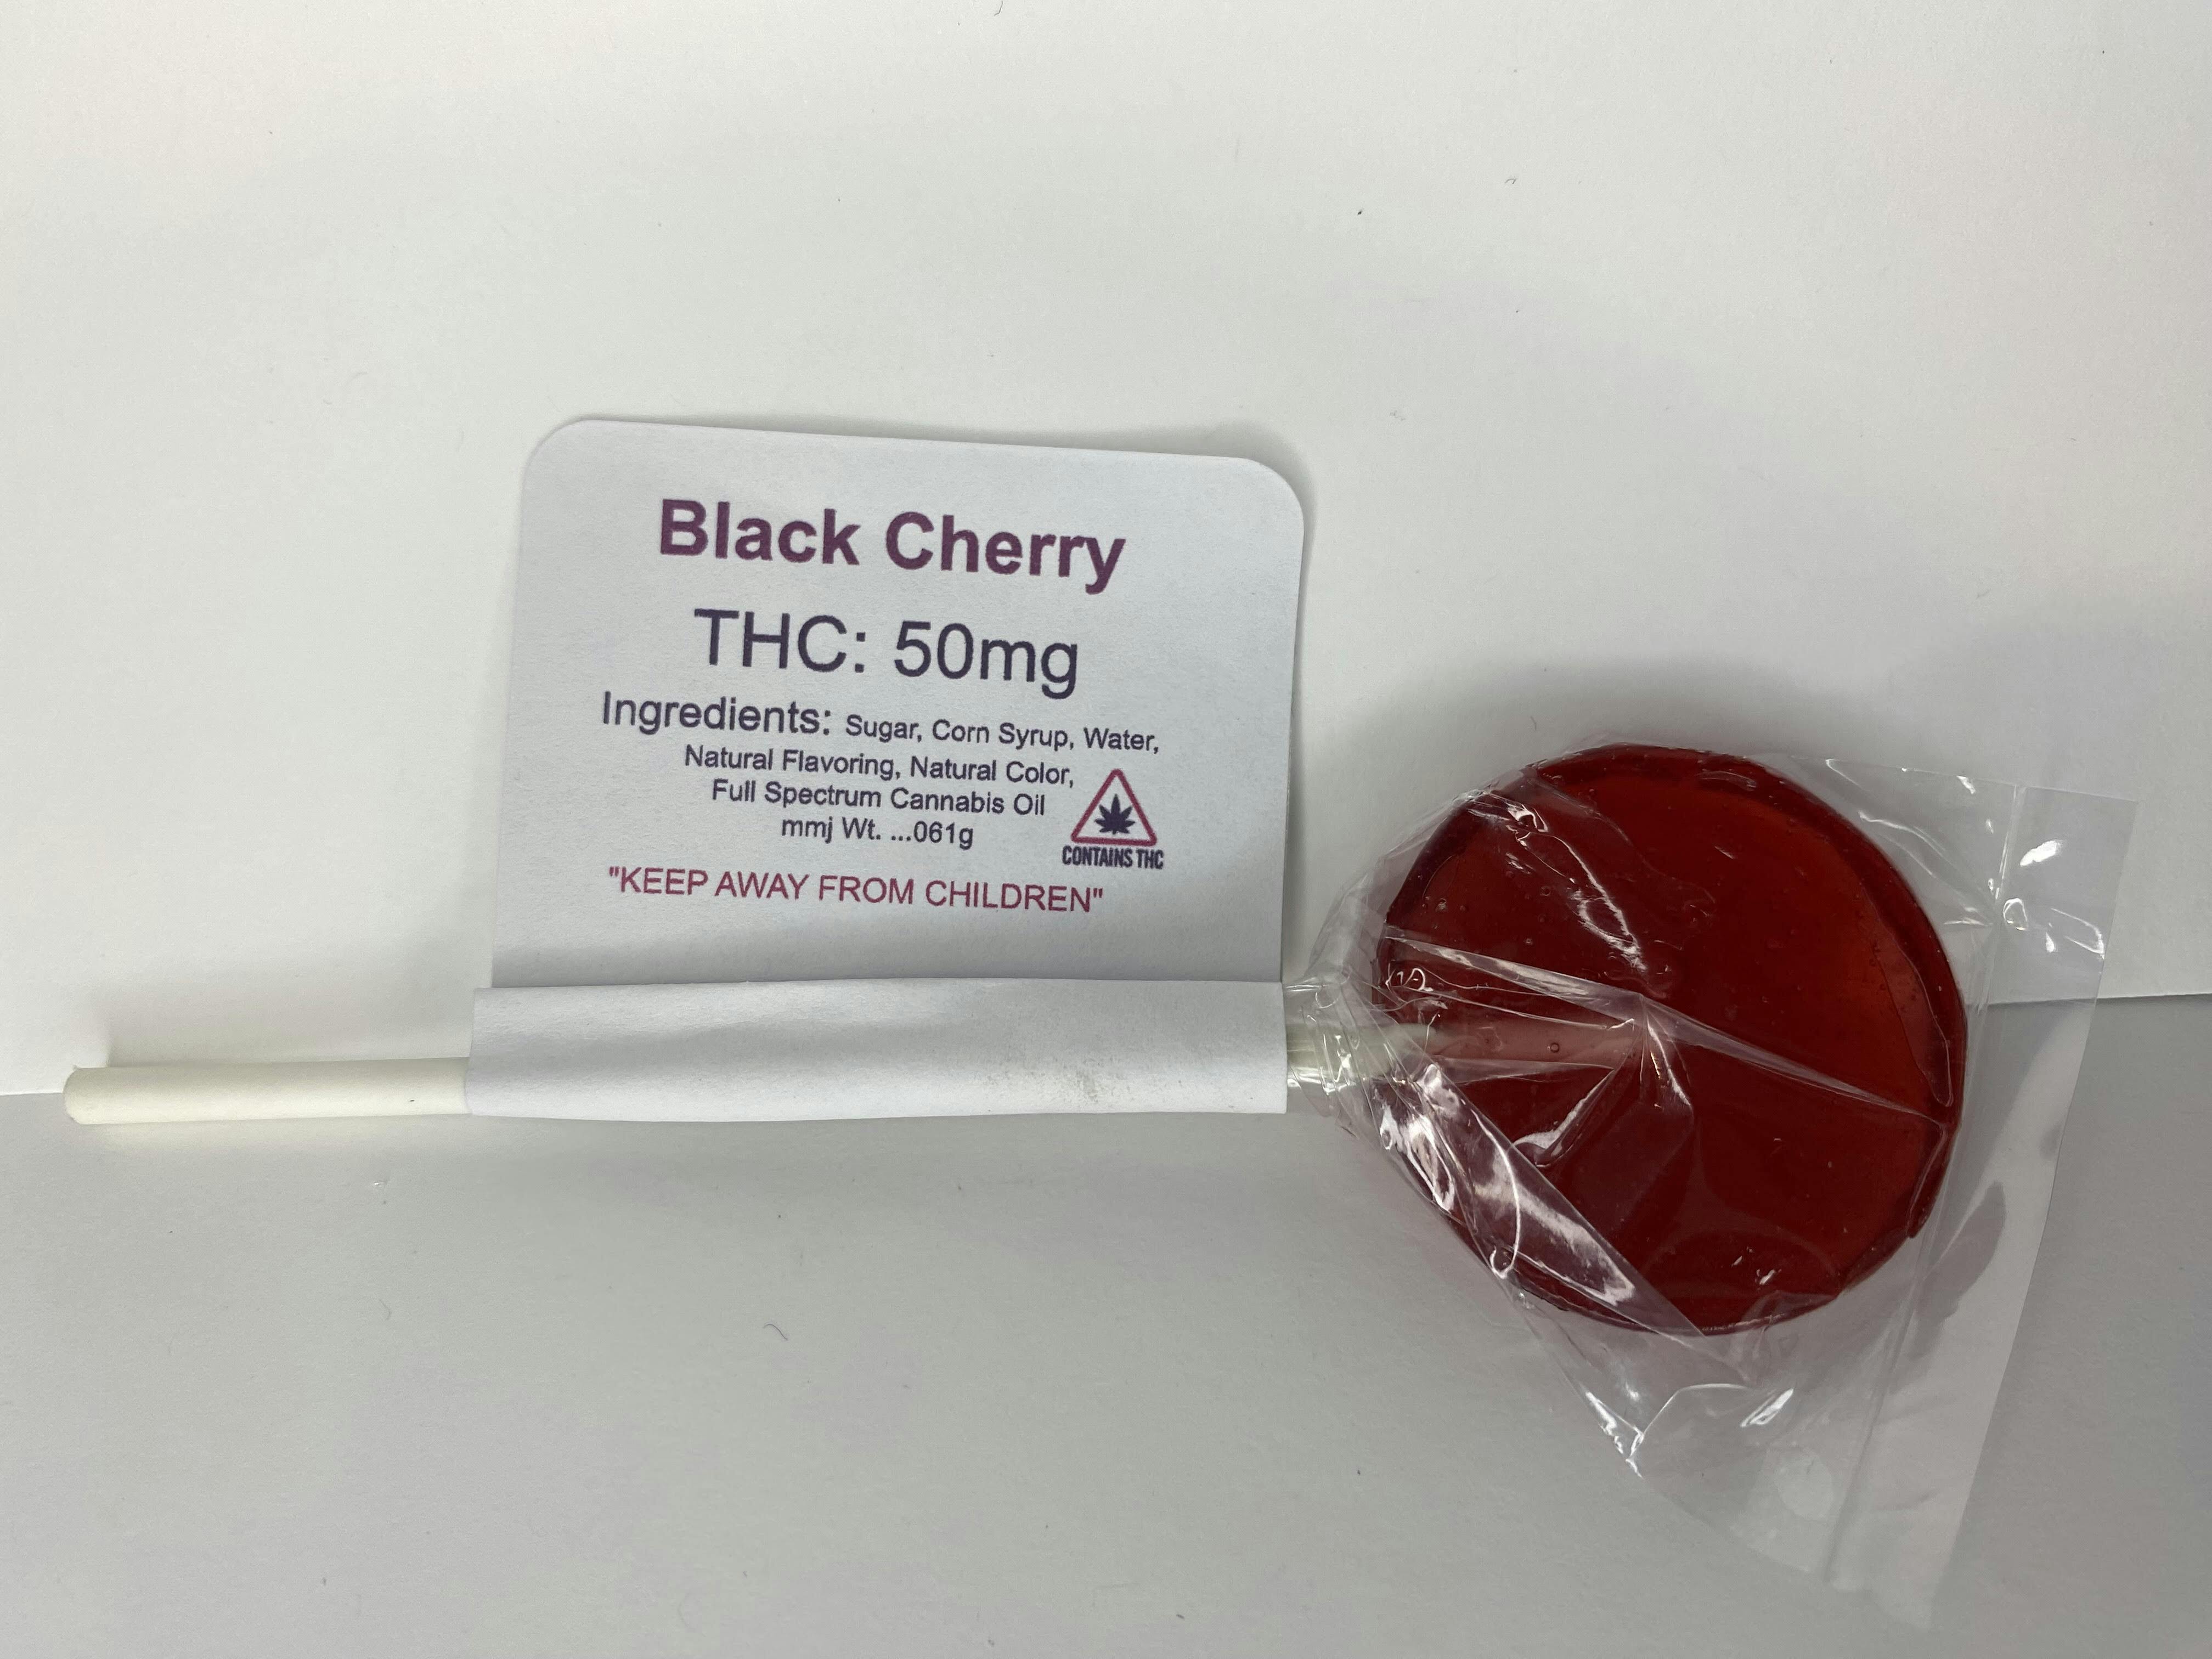 Black Cherry
THC: 50mg
Ingredients: Sugar, Corn Syrup, Water,
Natural Flavoring, Natural Color,
Full Spectrum Cannabis Oil
mmj Wt. ...061g
CONTAINS THC
"KEEP AWAY FROM CHILDREN"